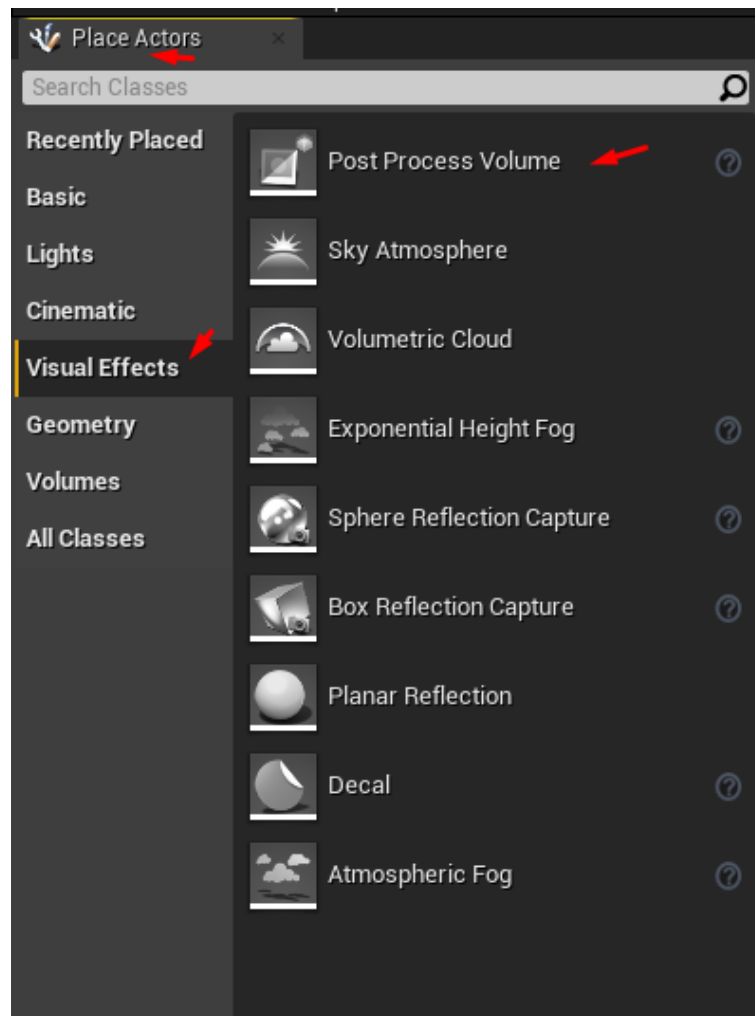 Place Actors
Search Classes
Recently Placed
Basic
Lights
Cinematic
Visual Effects
Geometry
Volumes
All Classes
Post Process Volume
Sky Atmosphere
Volumetric Cloud
Exponential Height Fog
Sphere Reflection Capture
Box Reflection Capture
Planar Reflection
Decal
Atmospheric Fog